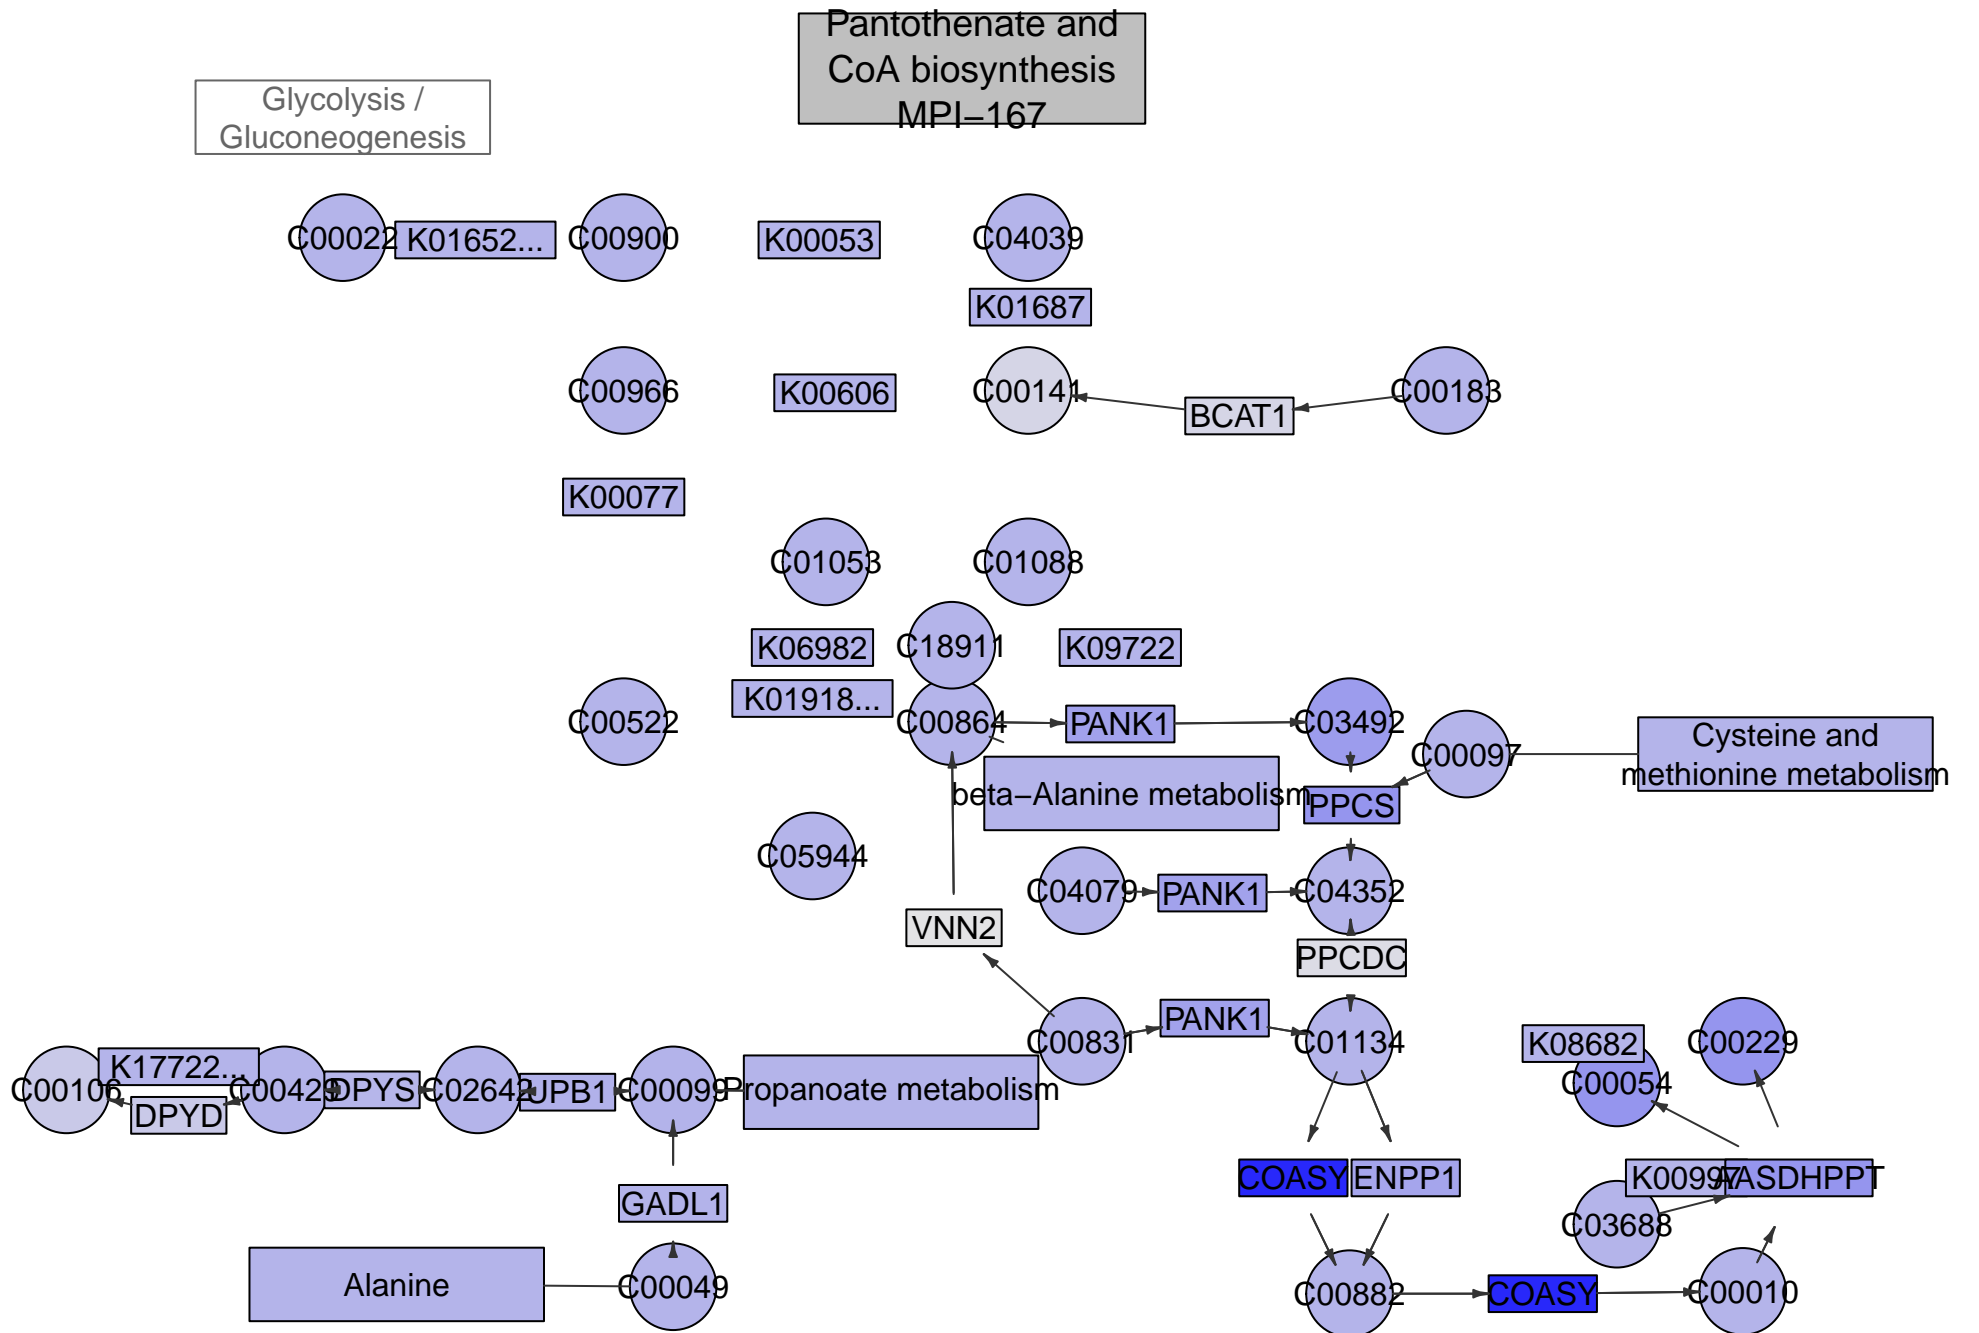 Pantothenate and
CoA biosynthesis
MPI−167
Glycolysis /
Gluconeogenesis
C00022
K01652...
C00900
K00053
C04039
K01687
C00966
K00606
C00141
BCAT1
C00183
K00077
C01053
C01088
K06982
C18911
K09722
K01918...
C00522
C00864
PANK1
C03492
C00097
Cysteine and
methionine metabolism
beta−Alanine metabolism
PPCS
C05944
C04079
PANK1
C04352
VNN2
PPCDC
C00831
PANK1
C01134
K08682
C00229
C00054
C00106
K17722...
DPYD
C00429
DPYS
C02642
UPB1
C00099
Propanoate metabolism
COASY
ENPP1
K00997
AASDHPPT
GADL1
C03688
Alanine
C00049
C00882
COASY
C00010